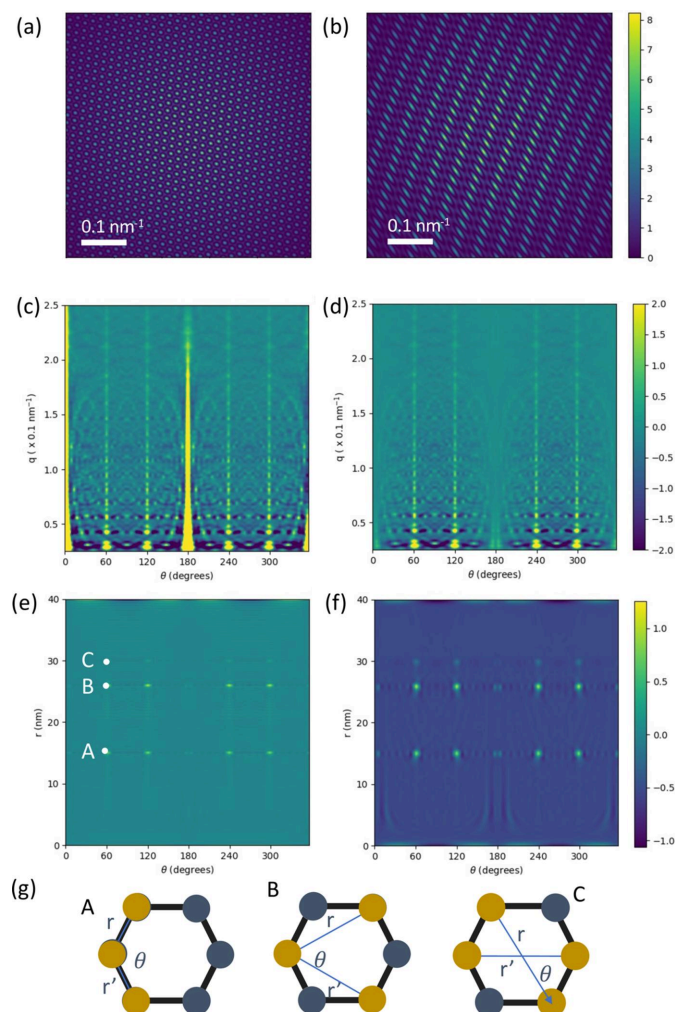 (a)
(b)
0.1 nm⁻¹
0.1 nm⁻¹
8
7
6
5
4
3
2
1
0
(c)
(d)
2.5
2.0
1.5
1.0
0.5
q ( x 0.1 nm⁻¹)
0 60 120 180 240 300
θ (degrees)
2.5
2.0
1.5
1.0
0.5
q ( x 0.1 nm⁻¹)
0 60 120 180 240 300
θ (degrees)
2.0
1.5
1.0
0.5
0.0
−0.5
−1.0
−1.5
−2.0
(e)
(f)
40
30
20
10
0
r (nm)
C
B
A
0 60 120 180 240 300
θ (degrees)
40
30
20
10
0
r (nm)
0 60 120 180 240 300
θ (degrees)
1.0
0.5
0.0
−0.5
−1.0
(g)
A
r
θ
r'
B
r
θ
r'
C
r
r'
θ